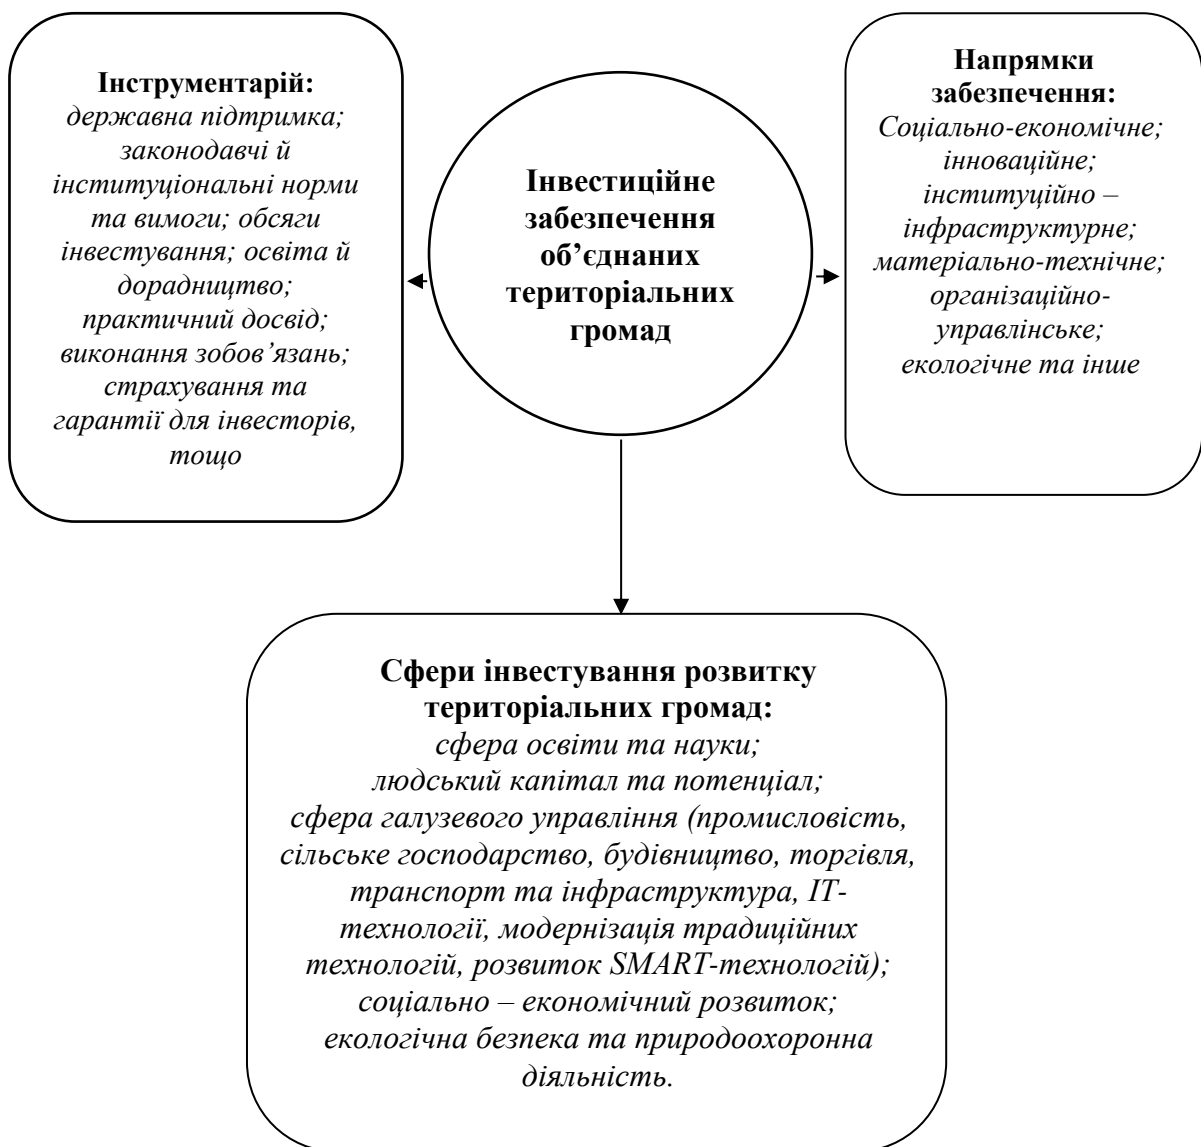 Інструментарій:
державна підтримка;
законодавчі й
інституціональні норми
та вимоги; обсяги
інвестування; освіта й
дорадництво;
практичний досвід;
виконання зобов’язань;
страхування та
гарантії для інвесторів,
тощо
Інвестиційне
забезпечення
об’єднаних
територіальних
громад
Напрямки
забезпечення:
Соціально-економічне;
інноваційне;
інституційно –
інфраструктурне;
матеріально-технічне;
організаційно-
управлінське;
екологічне та інше
Сфери інвестування розвитку
територіальних громад:
сфера освіти та науки;
людський капітал та потенціал;
сфера галузевого управління (промисловість,
сільське господарство, будівництво, торгівля,
транспорт та інфраструктура, ІТ-
технології, модернізація традиційних
технологій, розвиток SMART-технологій);
соціально – економічний розвиток;
екологічна безпека та природоохоронна
діяльність.